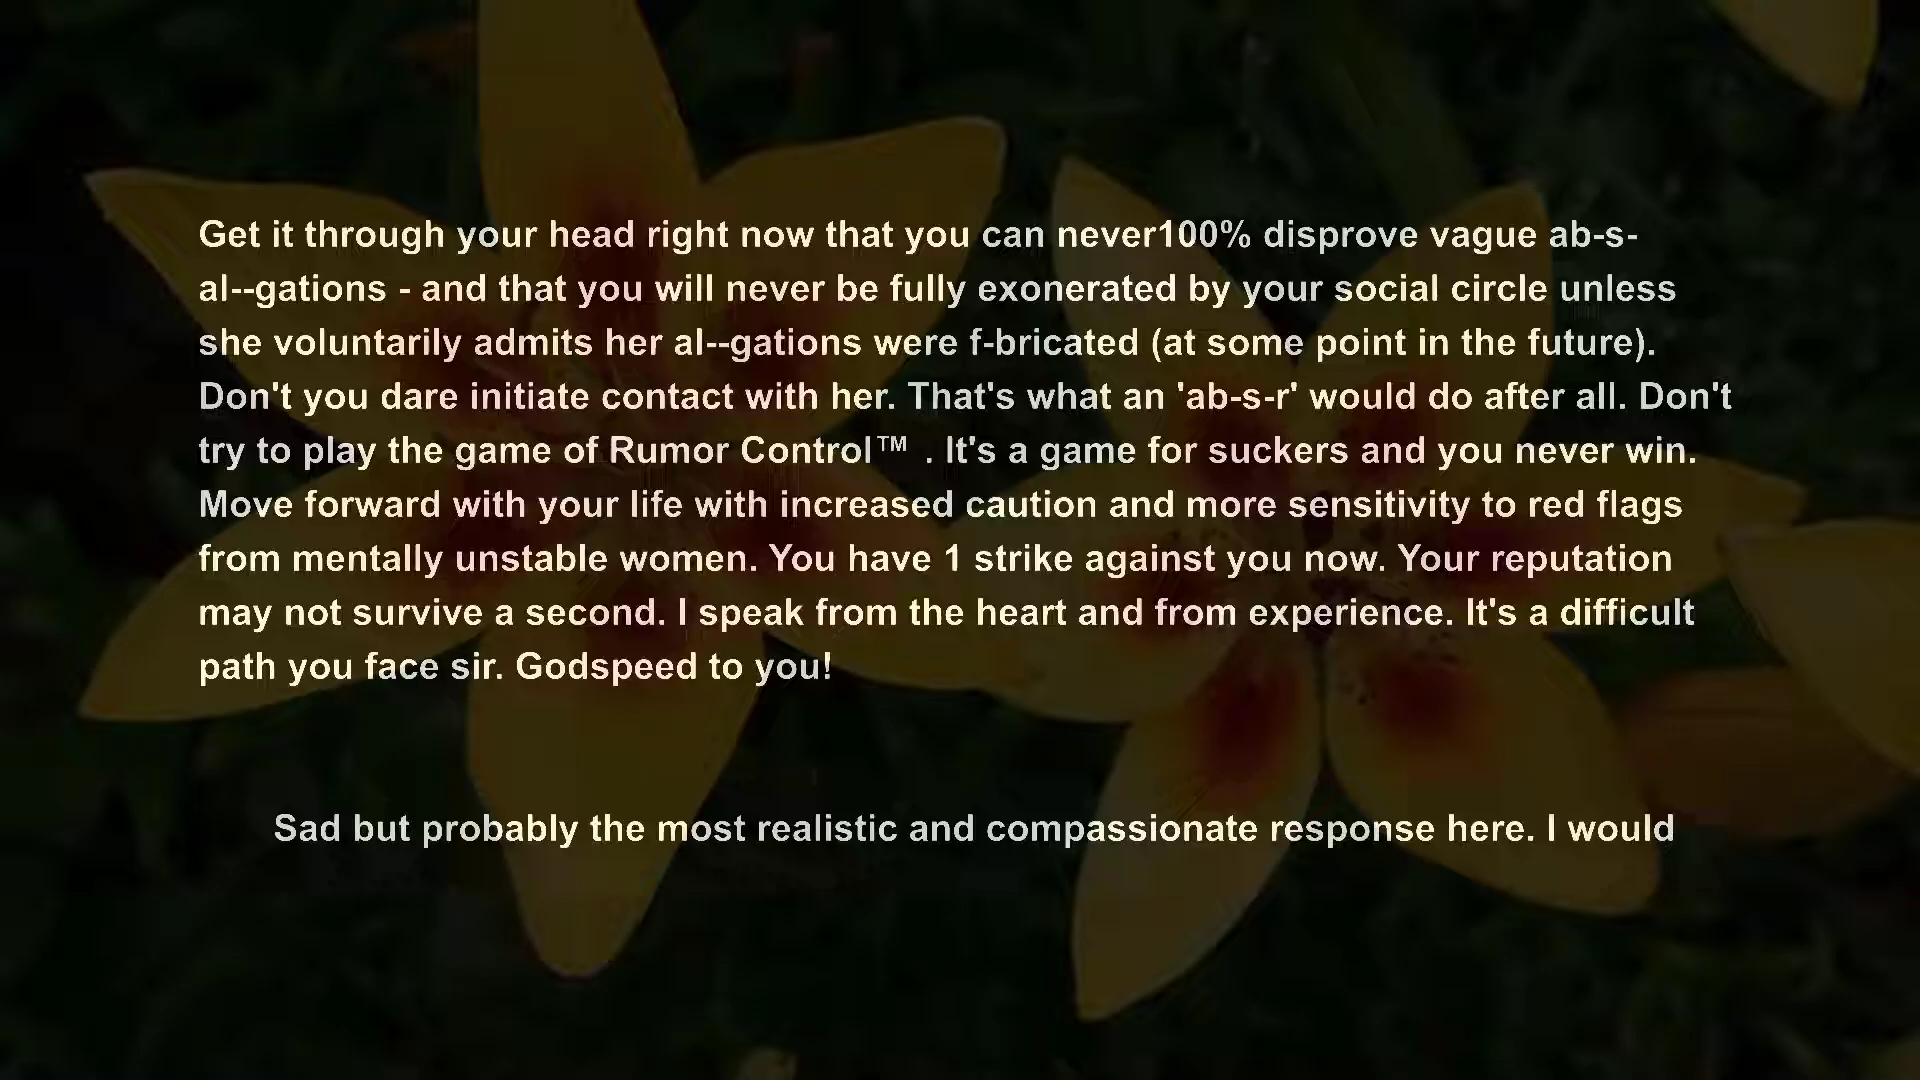 Get it through your head right now that you can never100% disprove vague ab-s-
al--gations - and that you will never be fully exonerated by your social circle unless
she voluntarily admits her al--gations were f-bricated (at some point in the future).
Don't you dare initiate contact with her. That's what an 'ab-s-r' would do after all. Don't
try to play the game of Rumor Control™ . It's a game for suckers and you never win.
Move forward with your life with increased caution and more sensitivity to red flags
from mentally unstable women. You have 1 strike against you now. Your reputation
may not survive a second. I speak from the heart and from experience. It's a difficult
path you face sir. Godspeed to you!
Sad but probably the most realistic and compassionate response here. I would